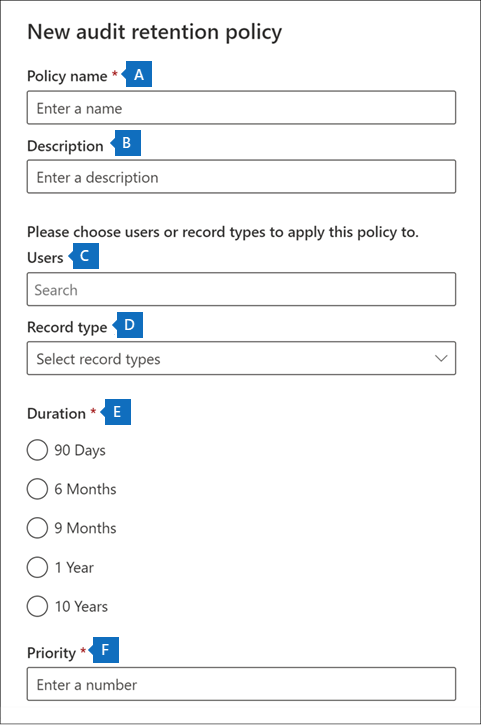 New audit retention policy
Policy name * A
Enter a name
Description B
Enter a description
Please choose users or record types to apply this policy to.
Users C
Search
Record type D
Select record types
Duration * E
90 Days
6 Months
9 Months
1 Year
10 Years
Priority * F
Enter a number